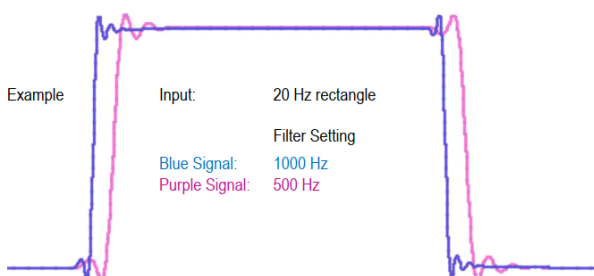 Example Input: 20 Hz rectangle
Filter Setting
Blue Signal: 1000 Hz
Purple Signal: 500 Hz